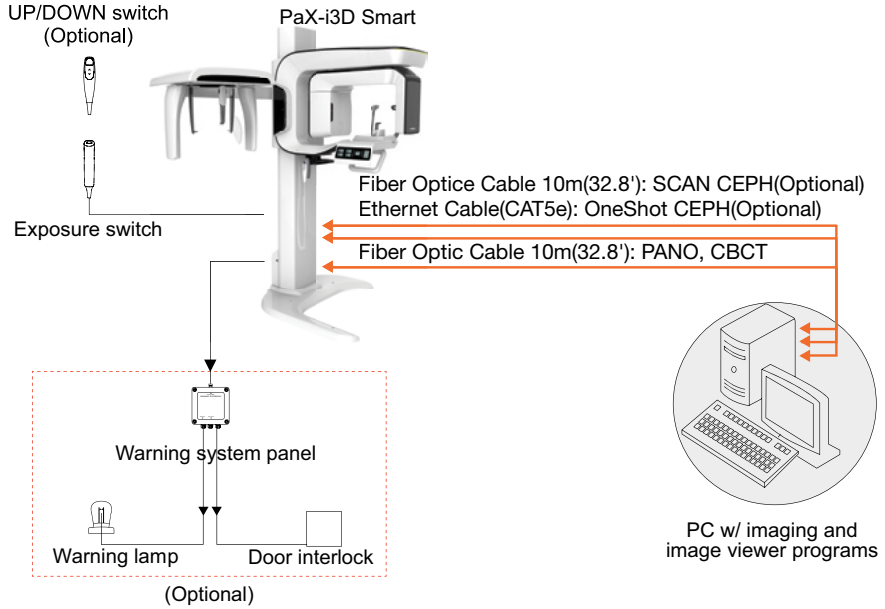 UP/DOWN switch
(Optional)
PaX-i3D Smart
Fiber Optice Cable 10m(32.8'): SCAN CEPH(Optional)
Ethernet Cable(CAT5e): OneShot CEPH(Optional)
Exposure switch
Fiber Optic Cable 10m(32.8'): PANO, CBCT
Warning system panel
Warning lamp
Door interlock
(Optional)
PC w/ imaging and
image viewer programs